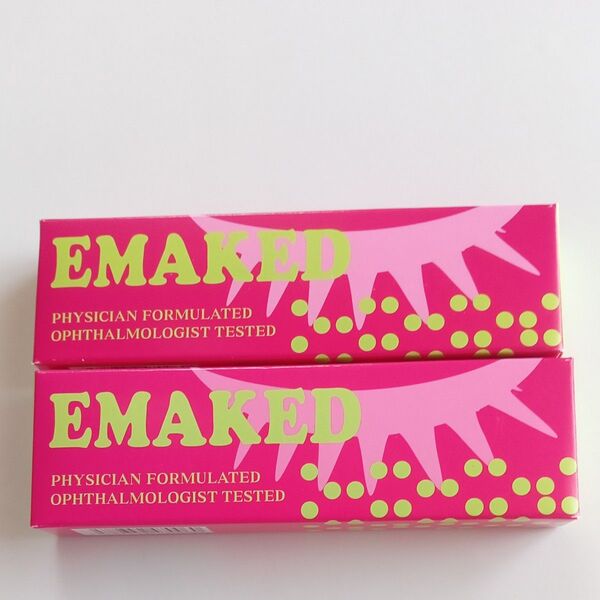 EMAKED
PHYSICIAN FORMULATED
OPHTHALMOLOGIST TESTED
EMAKED
PHYSICIAN FORMULATED
OPHTHALMOLOGIST TESTED